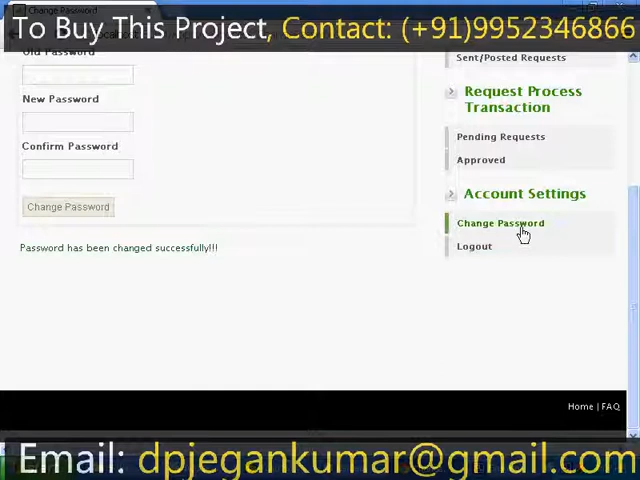 Change Password
To Buy This Project, Contact: (+91)9952346866
Old Password
New Password
Confirm Password
Change Password
Password has been changed successfully!!!
Sent/Posted Requests
Request Process
Transaction
Pending Requests
Approved
Account Settings
Change Password
Logout
Home | FAQ
Email: dpjegankumar@gmail.com